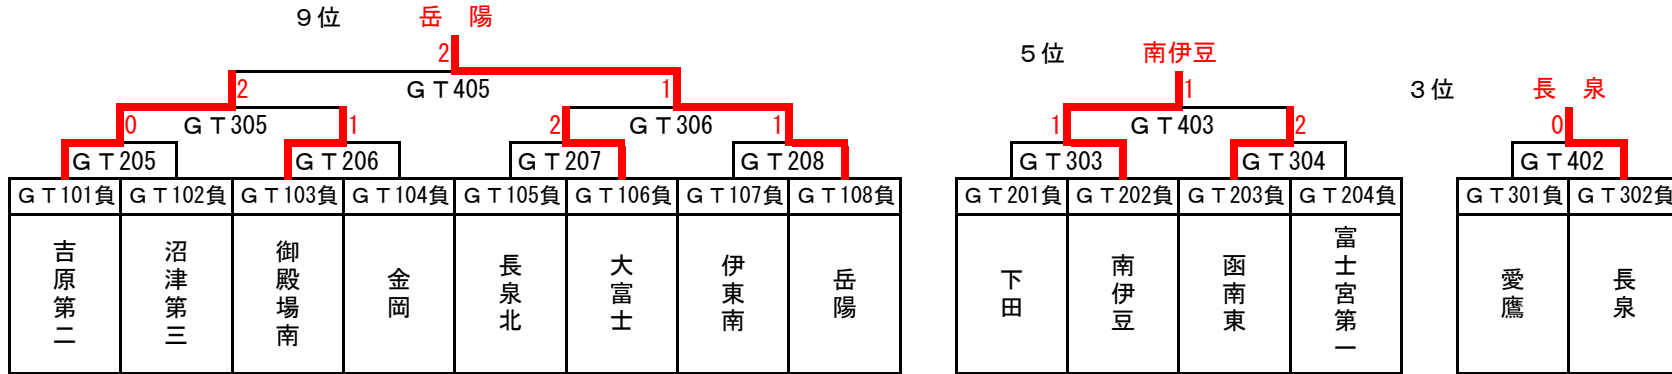 ９位 岳　陽
2
５位 南伊豆
2 ＧＴ405 1
1
３位 長　泉
0 ＧＴ305 1 2 ＧＴ306 1
1 ＧＴ403 2
0
ＧＴ205 ＧＴ206 ＧＴ207 ＧＴ208 ＧＴ303 ＧＴ304 ＧＴ402
ＧＴ101負 ＧＴ102負 ＧＴ103負 ＧＴ104負 ＧＴ105負 ＧＴ106負 ＧＴ107負 ＧＴ108負 ＧＴ201負 ＧＴ202負 ＧＴ203負 ＧＴ204負 ＧＴ301負 ＧＴ302負
吉原第二
沼津第三
御殿場南
金岡
長泉北
大富士
伊東南
岳陽
下田
南伊豆
函南東
富士宮第一
愛鷹
長泉